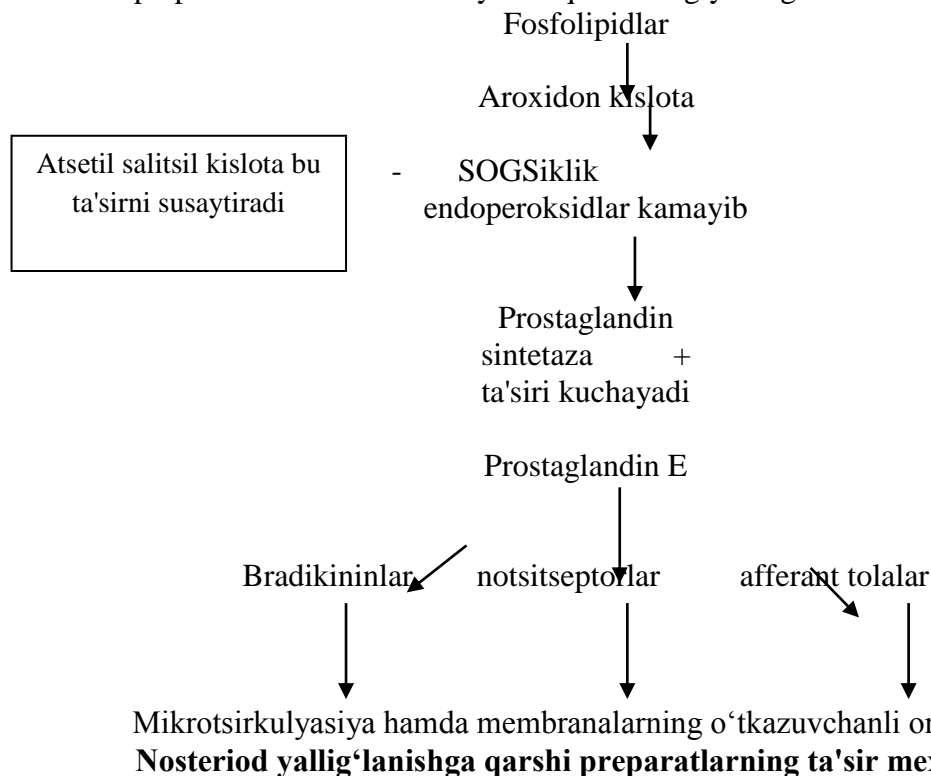 Fosfolipidlar
Aroxidon kislota
Atsetil salitsil kislota bu
ta'sirni susaytiradi
- SOGSiklik
endoperoksidlar kamayib
Prostaglandin
sintetaza +
ta'siri kuchayadi
Prostaglandin E
Bradikininlar notsitseptorlar afferant tolalar
Mikrotsirkulyasiya hamda membranalarning o‘tkazuvchanli
Nosteriod yallig‘lanishga qarshi preparatlarning ta'sir